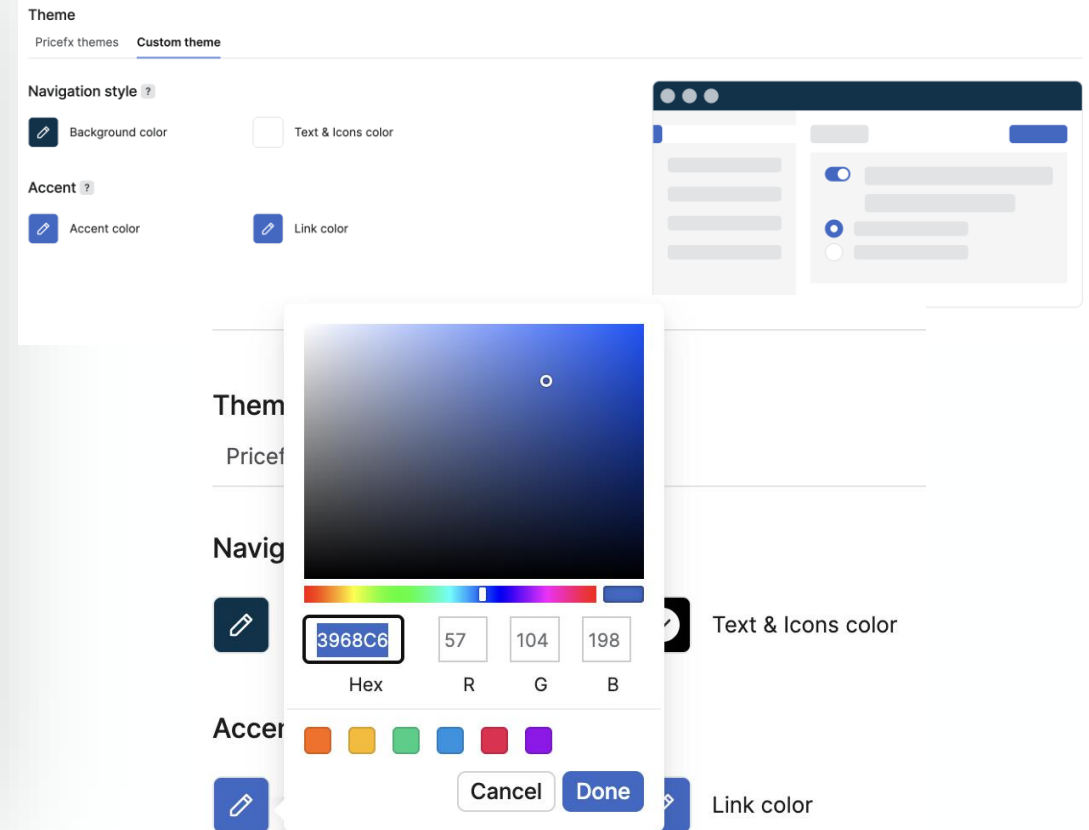 Theme
Pricefx themes Custom theme
Navigation style ?
Background color Text & Icons color
Accent ?
Accent color Link color
Them
Pricef
Navig
Text & Icons color
3968C6 57 104 198
Hex R G B
Accer
Cancel Done
Link color